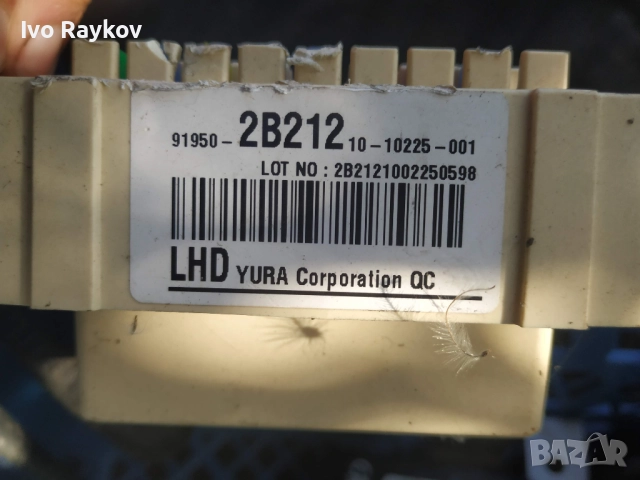 Ivo Raykov
91950-2B212 10-10225-001
LOT NO : 2B2121002250598
LHD YURA Corporation QC
BAZAR